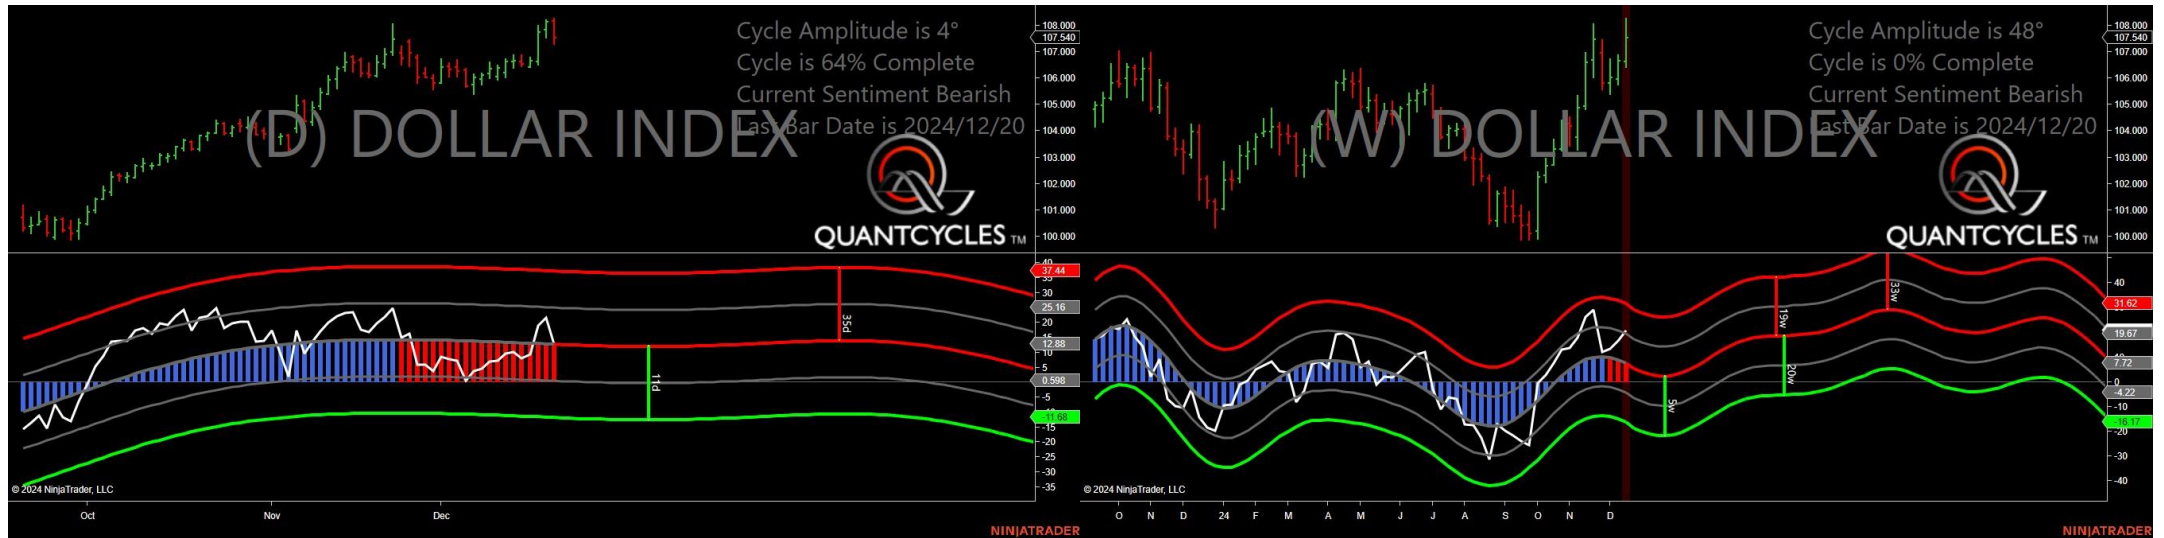 Cycle Amplitude is 4°
Cycle is 64% Complete
Current Sentiment Bearish
Last Bar Date is 2024/12/20
(D) DOLLAR INDEX
QUANTCYCLES TM
108.000
107.540
107.000
106.000
105.000
104.000
103.000
102.000
101.000
100.000
40
37.44
30
25.16
20
12.88
10
5
0.598
-5
-11.68
-15
-20
-25
-30
-35
35d
11d
© 2024 NinjaTrader, LLC
Oct Nov Dec
NINJATRADER
Cycle Amplitude is 48°
Cycle is 0% Complete
Current Sentiment Bearish
Last Bar Date is 2024/12/20
(W) DOLLAR INDEX
QUANTCYCLES TM
108.000
107.540
107.000
106.000
105.000
104.000
103.000
102.000
101.000
100.000
40
31.62
19.67
7.72
0
-4.22
-10
-16.17
-20
-30
-40
33w
19w
20w
5w
© 2024 NinjaTrader, LLC
O N D 24 F M A M J J A S O N D
NINJATRADER